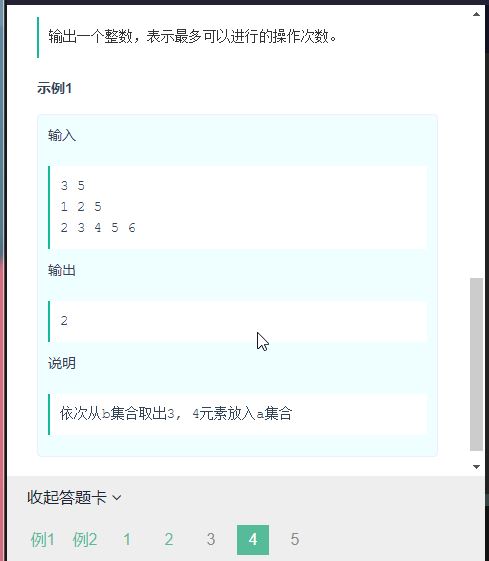 输出一个整数，表示最多可以进行的操作次数。
示例1
输入
3 5
1 2 5
2 3 4 5 6
输出
2
说明
依次从b集合取出3, 4元素放入a集合
收起答题卡
例1 例2 1 2 3 4 5